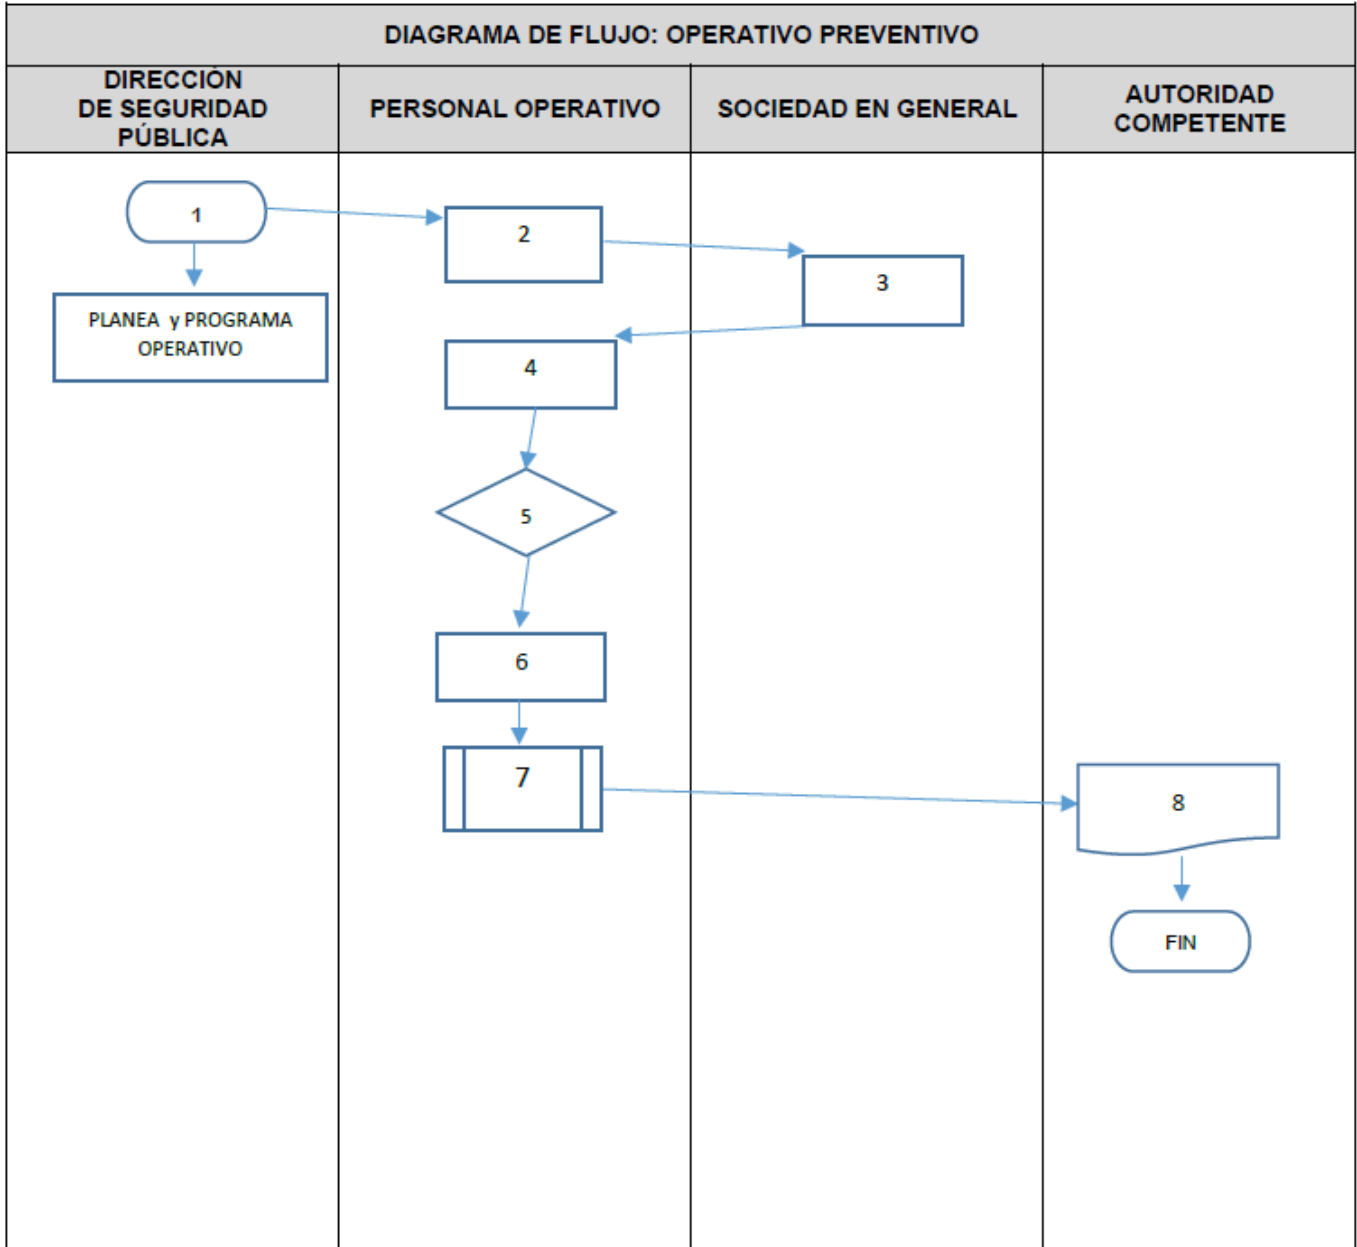 DIAGRAMA DE FLUJO: OPERATIVO PREVENTIVO
DIRECCIÓN
DE SEGURIDAD
PÚBLICA
PERSONAL OPERATIVO
SOCIEDAD EN GENERAL
AUTORIDAD
COMPETENTE
1
2
3
PLANEA y PROGRAMA
OPERATIVO
4
5
6
7
8
FIN